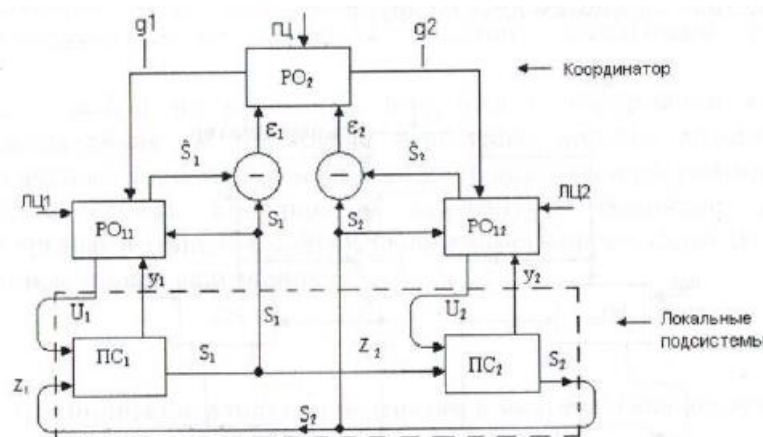 g1
ГЦ
g2
РО₂
Координатор
ε₁
ε₂
Ŝ₁
Ŝ₂
ЛЦ1
ЛЦ2
S₁
S₂
РО₁₁
РО₁₂
y₁
y₂
U₁
U₂
S₁
Локальные
подсистемы
ПС₁
S₁
Z₂
ПС₂
S₂
Z₁
S₂